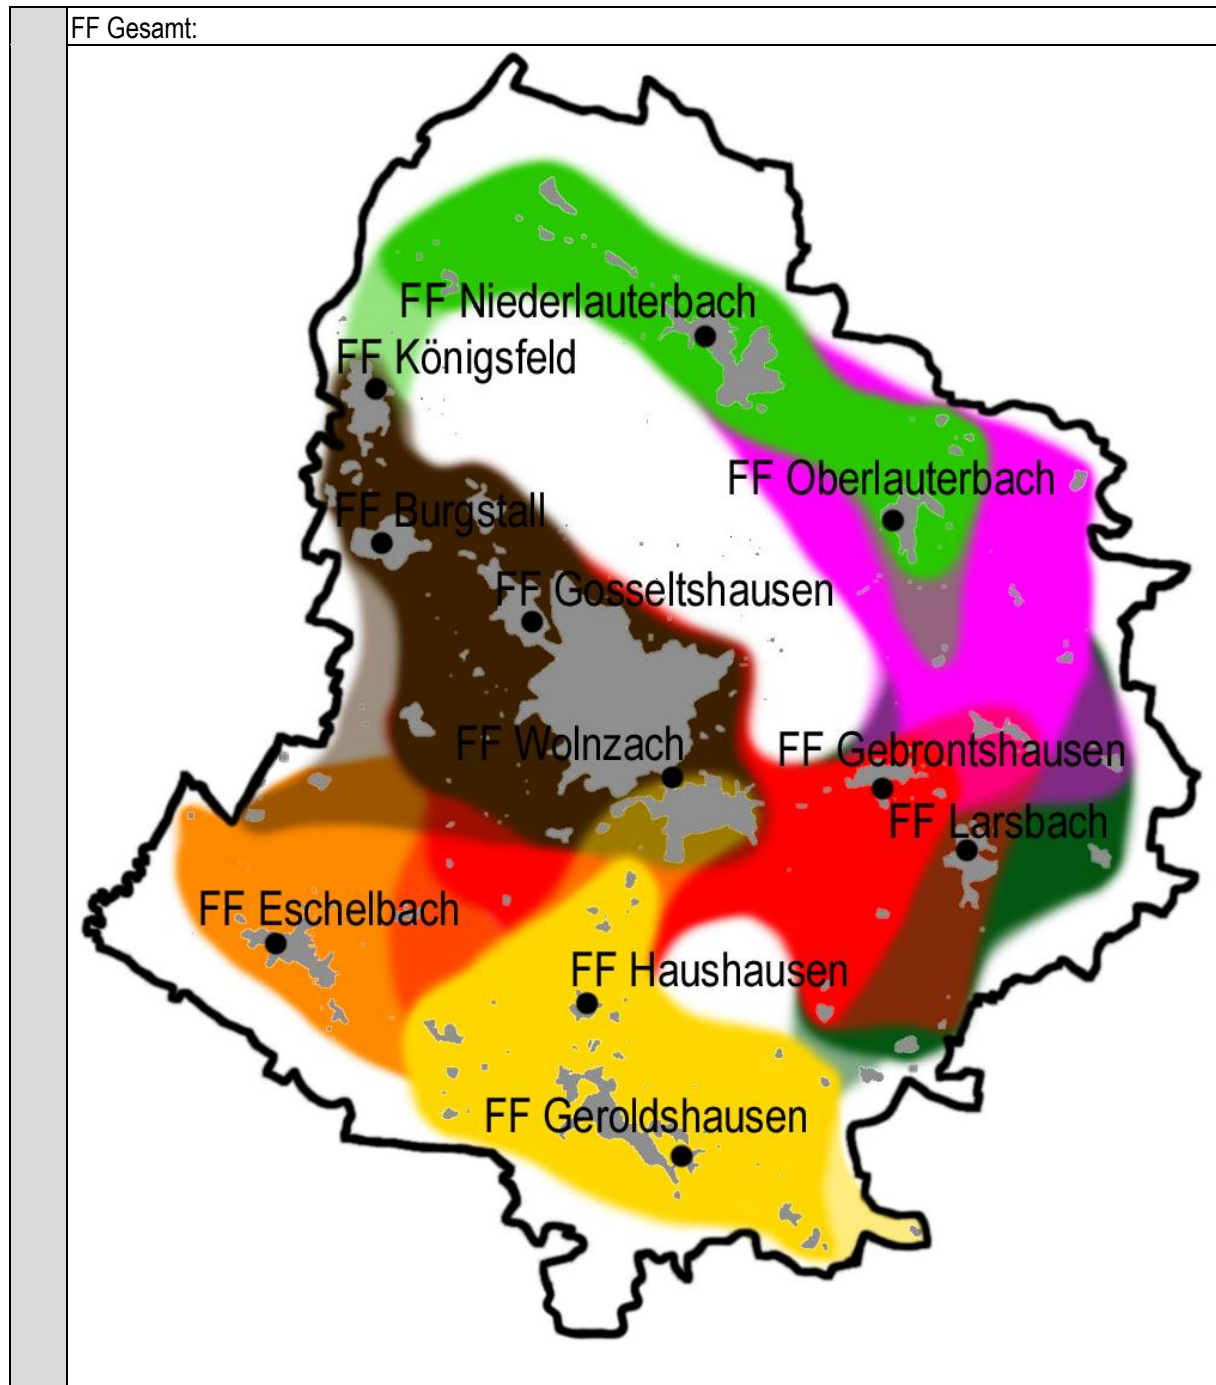 FF Gesamt:
FF Niederlauterbach
FF Königsfeld
FF Oberlauterbach
FF Burgstall
FF Gosseltshausen
FF Wolnzach
FF Gebrontshausen
FF Larsbach
FF Eschelbach
FF Haushausen
FF Geroldshausen